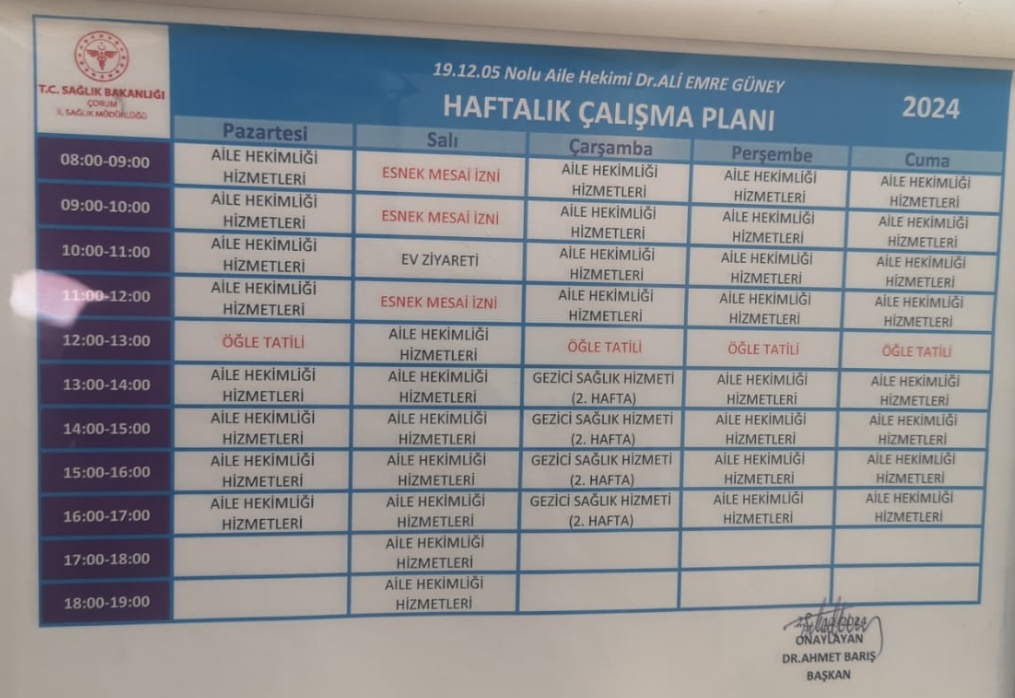 T.C. SAĞLIK BAKANLIĞI
ÇORUM
İL SAĞLIK MÜDÜRLÜĞÜ
19.12.05 Nolu Aile Hekimi Dr.ALİ EMRE GÜNEY
HAFTALIK ÇALIŞMA PLANI
2024
Pazartesi Salı Çarşamba Perşembe Cuma
08:00-09:00 AİLE HEKİMLİĞİ HİZMETLERİ ESNEK MESAİ İZNİ AİLE HEKİMLİĞİ HİZMETLERİ AİLE HEKİMLİĞİ HİZMETLERİ AİLE HEKİMLİĞİ HİZMETLERİ
09:00-10:00 AİLE HEKİMLİĞİ HİZMETLERİ ESNEK MESAİ İZNİ AİLE HEKİMLİĞİ HİZMETLERİ AİLE HEKİMLİĞİ HİZMETLERİ AİLE HEKİMLİĞİ HİZMETLERİ
10:00-11:00 AİLE HEKİMLİĞİ HİZMETLERİ EV ZİYARETİ AİLE HEKİMLİĞİ HİZMETLERİ AİLE HEKİMLİĞİ HİZMETLERİ AİLE HEKİMLİĞİ HİZMETLERİ
11:00-12:00 AİLE HEKİMLİĞİ HİZMETLERİ ESNEK MESAİ İZNİ AİLE HEKİMLİĞİ HİZMETLERİ AİLE HEKİMLİĞİ HİZMETLERİ AİLE HEKİMLİĞİ HİZMETLERİ
12:00-13:00 ÖĞLE TATİLİ AİLE HEKİMLİĞİ HİZMETLERİ ÖĞLE TATİLİ ÖĞLE TATİLİ ÖĞLE TATİLİ
13:00-14:00 AİLE HEKİMLİĞİ HİZMETLERİ AİLE HEKİMLİĞİ HİZMETLERİ GEZİCİ SAĞLIK HİZMETİ (2. HAFTA) AİLE HEKİMLİĞİ HİZMETLERİ AİLE HEKİMLİĞİ HİZMETLERİ
14:00-15:00 AİLE HEKİMLİĞİ HİZMETLERİ AİLE HEKİMLİĞİ HİZMETLERİ GEZİCİ SAĞLIK HİZMETİ (2. HAFTA) AİLE HEKİMLİĞİ HİZMETLERİ AİLE HEKİMLİĞİ HİZMETLERİ
15:00-16:00 AİLE HEKİMLİĞİ HİZMETLERİ AİLE HEKİMLİĞİ HİZMETLERİ GEZİCİ SAĞLIK HİZMETİ (2. HAFTA) AİLE HEKİMLİĞİ HİZMETLERİ AİLE HEKİMLİĞİ HİZMETLERİ
16:00-17:00 AİLE HEKİMLİĞİ HİZMETLERİ AİLE HEKİMLİĞİ HİZMETLERİ GEZİCİ SAĞLIK HİZMETİ (2. HAFTA) AİLE HEKİMLİĞİ HİZMETLERİ AİLE HEKİMLİĞİ HİZMETLERİ
17:00-18:00 AİLE HEKİMLİĞİ HİZMETLERİ
18:00-19:00 AİLE HEKİMLİĞİ HİZMETLERİ
ONAYLAYAN
DR.AHMET BARIŞ
BAŞKAN